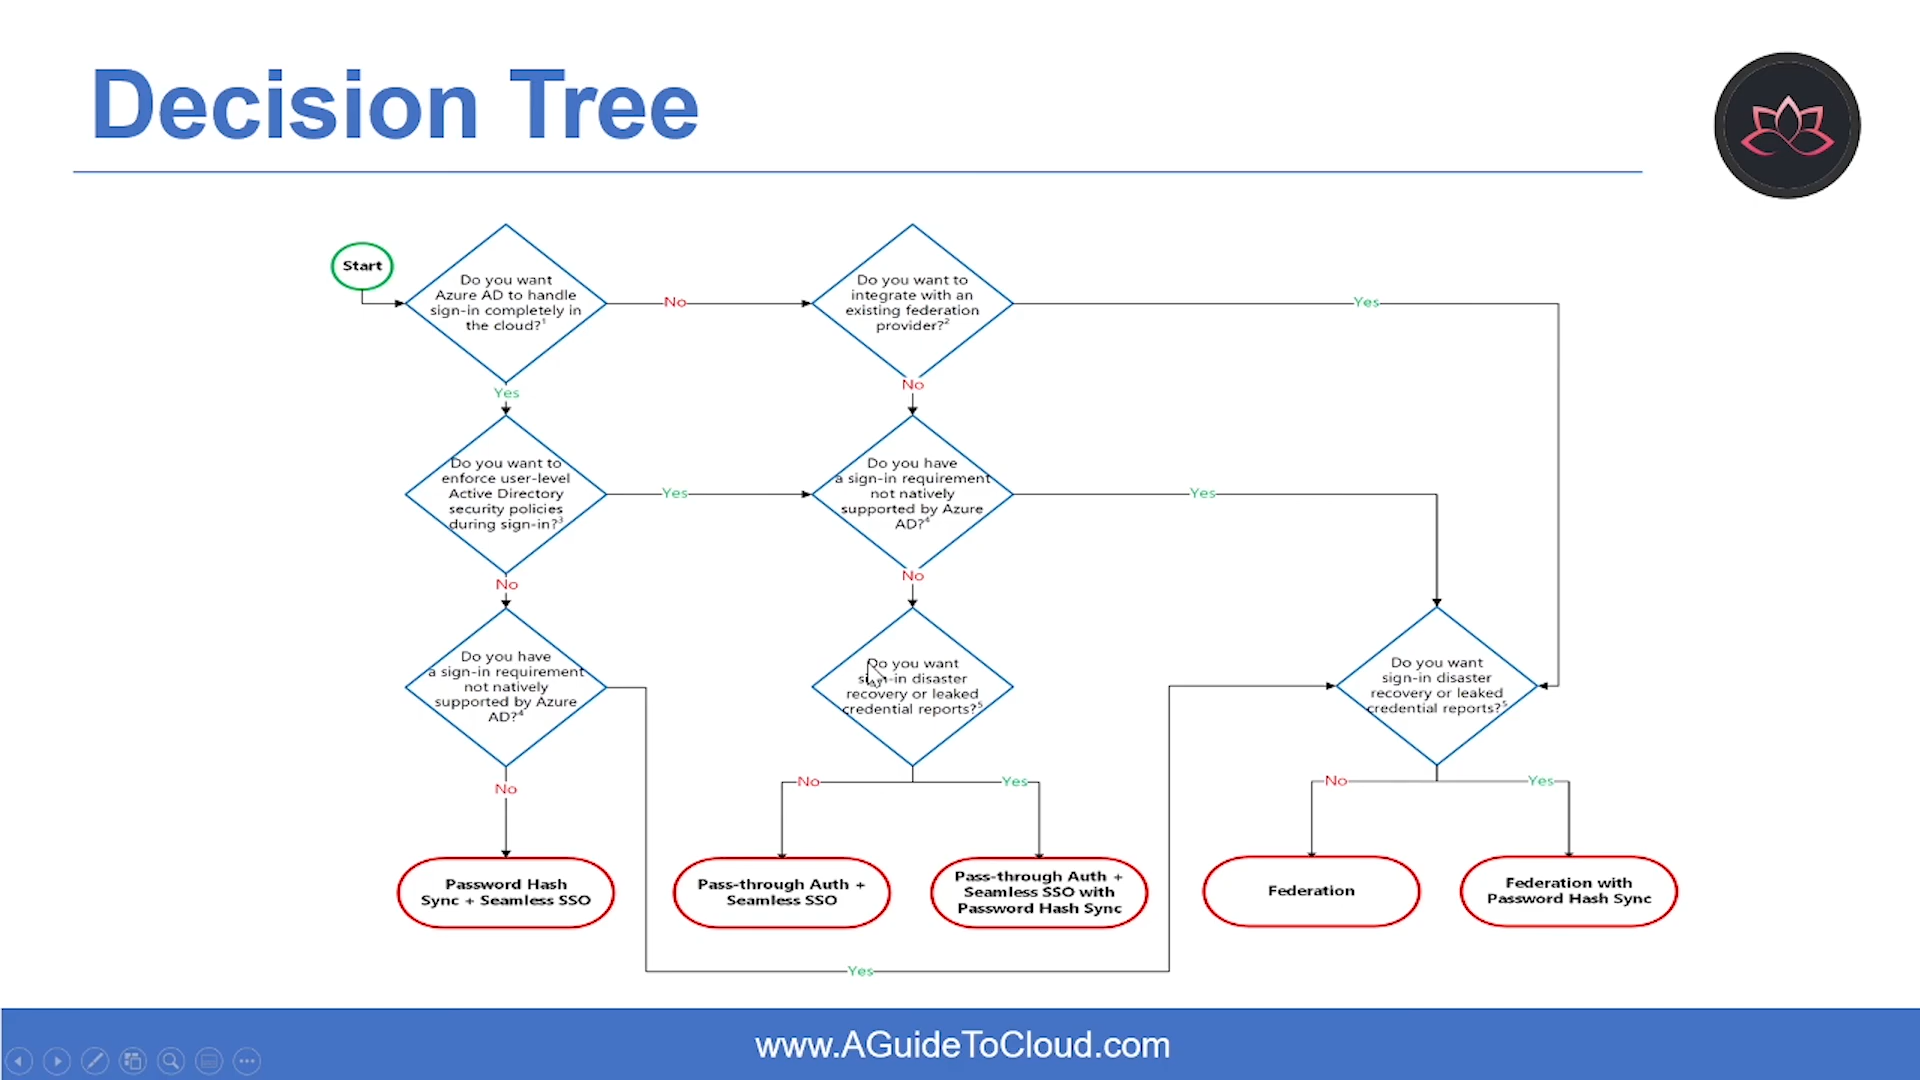 Decision Tree
Start
Do you want
Azure AD to handle
sign-in completely in
the cloud?¹
No
Do you want to
integrate with an
existing federation
provider?²
Yes
Yes
No
Do you want to
enforce user-level
Active Directory
security policies
during sign-in?³
Yes
Do you have
a sign-in requirement
not natively
supported by Azure
AD?⁴
Yes
No
No
Do you have
a sign-in requirement
not natively
supported by Azure
AD?⁴
Do you want
sign-in disaster
recovery or leaked
credential reports?⁵
Do you want
sign-in disaster
recovery or leaked
credential reports?⁵
No
No
Yes
No
Yes
Password Hash
Sync + Seamless SSO
Pass-through Auth +
Seamless SSO
Pass-through Auth +
Seamless SSO with
Password Hash Sync
Federation
Federation with
Password Hash Sync
Yes
www.AGuideToCloud.com